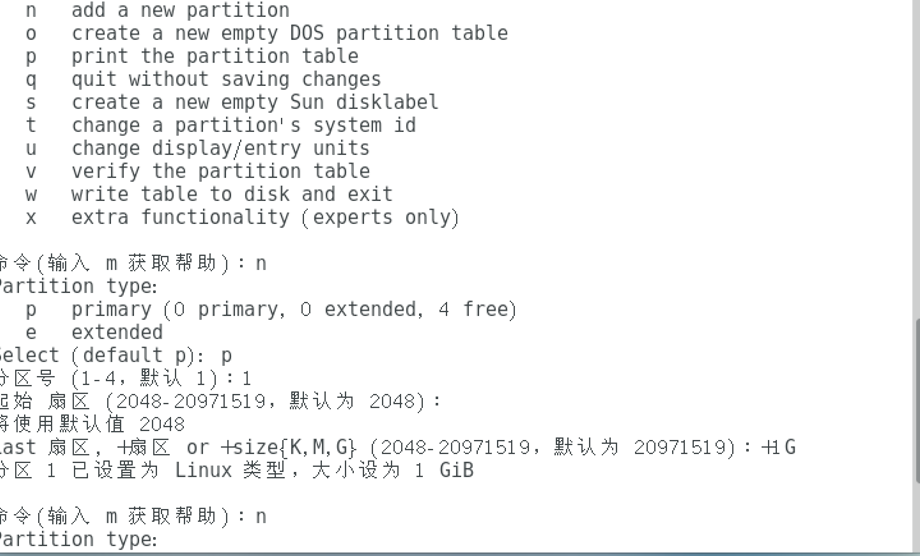 n add a new partition
o create a new empty DOS partition table
p print the partition table
q quit without saving changes
s create a new empty Sun disklabel
t change a partition's system id
u change display/entry units
v verify the partition table
w write table to disk and exit
x extra functionality (experts only)
命令(输入 m 获取帮助)：n
Partition type:
p primary (0 primary, 0 extended, 4 free)
e extended
Select (default p): p
分区号 (1-4，默认 1)：1
起始 扇区 (2048-20971519，默认为 2048)：
将使用默认值 2048
Last 扇区, +扇区 or +size{K,M,G} (2048-20971519，默认为 20971519)：+1G
分区 1 已设置为 Linux 类型，大小设为 1 GiB
命令(输入 m 获取帮助)：n
Partition type: